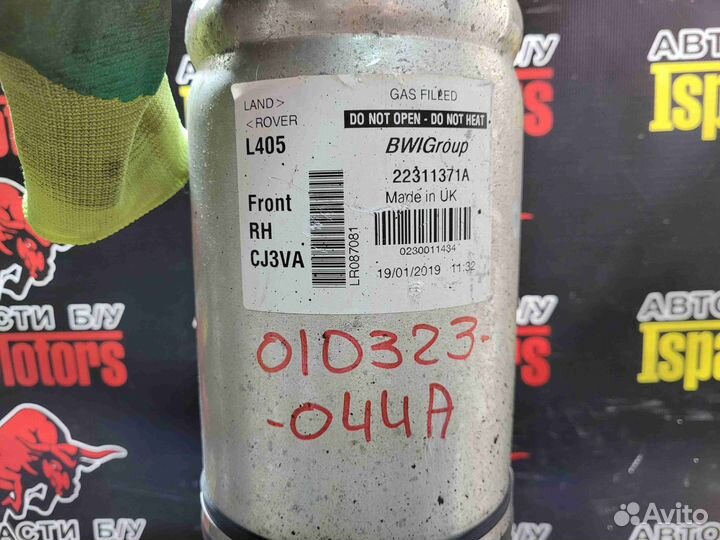 LAND>
<ROVER
L405
Front
RH
CJ3VA
LR087081
GAS FILLED
DO NOT OPEN - DO NOT HEAT
BWIGroup
22311371A
Made in UK
0230011434
19/01/2019 11:32
010323-
-044A
Б/У
АВТО
Ispa
СТИ Б/У
Motors
АВТО
Ispa
АСТИ Б/У
Avito